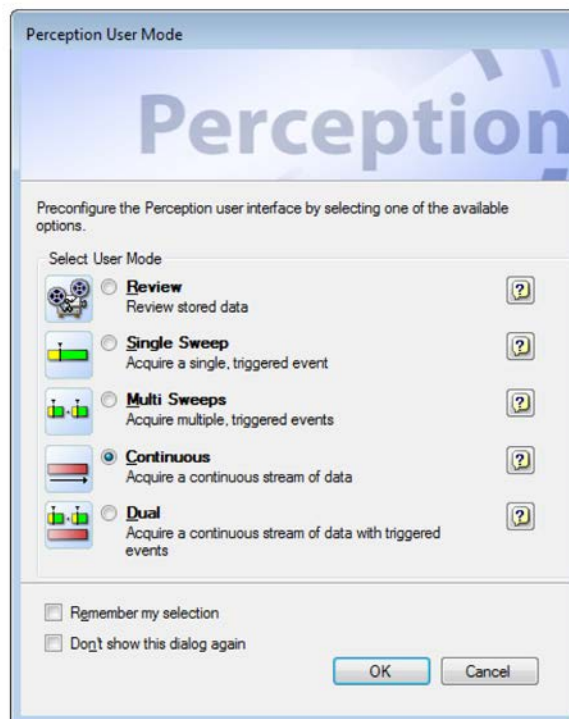 Perception User Mode
Perception
Preconfigure the Perception user interface by selecting one of the available
options.
Select User Mode
Review
Review stored data
Single Sweep
Acquire a single, triggered event
Multi Sweeps
Acquire multiple, triggered events
Continuous
Acquire a continuous stream of data
Dual
Acquire a continuous stream of data with triggered
events
Remember my selection
Don't show this dialog again
OK Cancel